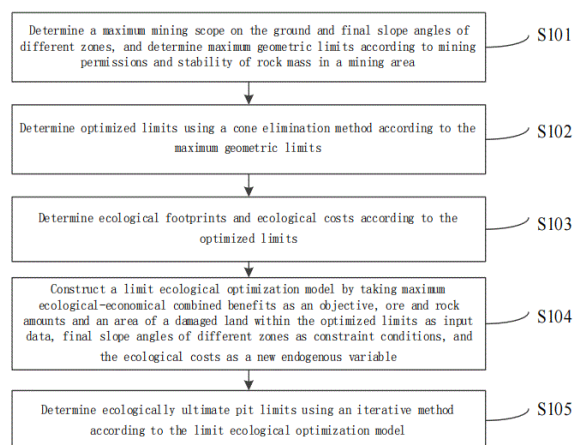 Determine a maximum mining scope on the ground and final slope angles of
different zones, and determine maximum geometric limits according to mining
permissions and stability of rock mass in a mining area
S101
Determine optimized limits using a cone elimination method according to the
maximum geometric limits
S102
Determine ecological footprints and ecological costs according to the
optimized limits
S103
Construct a limit ecological optimization model by taking maximum
ecological-economical combined benefits as an objective, ore and rock
amounts and an area of a damaged land within the optimized limits as input
data, final slope angles of different zones as constraint conditions, and
the ecological costs as a new endogenous variable
S104
Determine ecologically ultimate pit limits using an iterative method
according to the limit ecological optimization model
S105